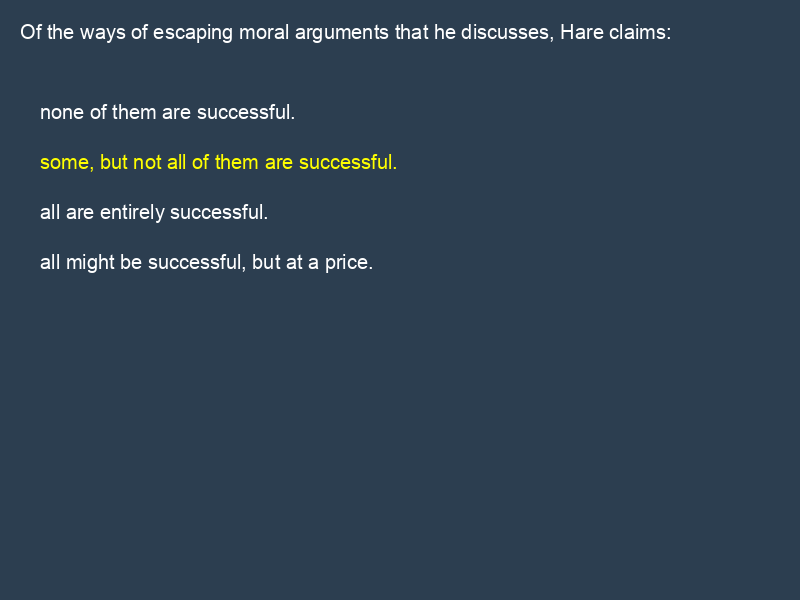 Of the ways of escaping moral arguments that he discusses, Hare claims:
none of them are successful.
some, but not all of them are successful.
all are entirely successful.
all might be successful, but at a price.